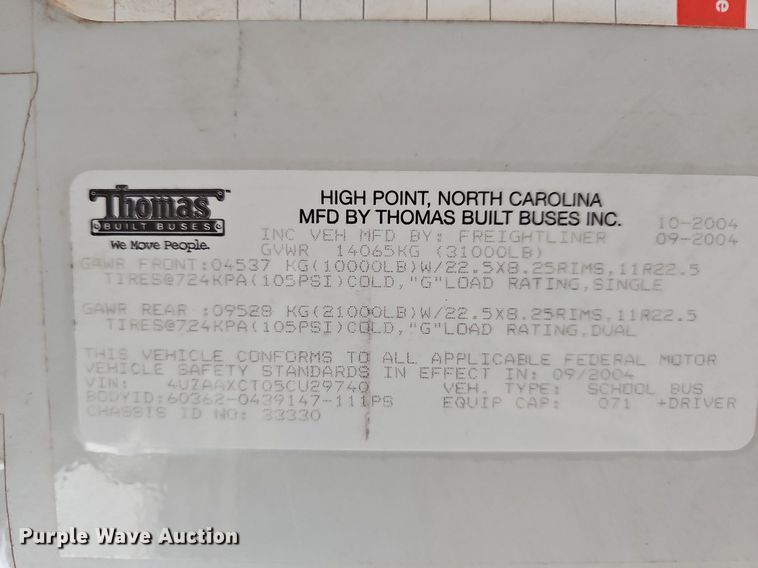 e
Thomas™
BUILT BUSES
We Move People.
HIGH POINT, NORTH CAROLINA
MFD BY THOMAS BUILT BUSES INC. 10-2004
INC VEH MFD BY: FREIGHTLINER 09-2004
GVWR 14065KG (31000LB)
GAWR FRONT:04537 KG(10000LB)W/22.5X8.25RIMS,11R22.5
TIRES@724KPA(105PSI)COLD,"G"LOAD RATING,SINGLE
GAWR REAR :09528 KG(21000LB)W/22.5X8.25RIMS,11R22.5
TIRES@724KPA(105PSI)COLD,"G"LOAD RATING,DUAL
THIS VEHICLE CONFORMS TO ALL APPLICABLE FEDERAL MOTOR
VEHICLE SAFETY STANDARDS IN EFFECT IN: 09/2004
VIN: 4UZAAXCT05CU29740 VEH. TYPE: SCHOOL BUS
BODYID:60362-0439147-111PS EQUIP CAP: 071 +DRIVER
CHASSIS ID NO: 33330
Purple Wave Auction